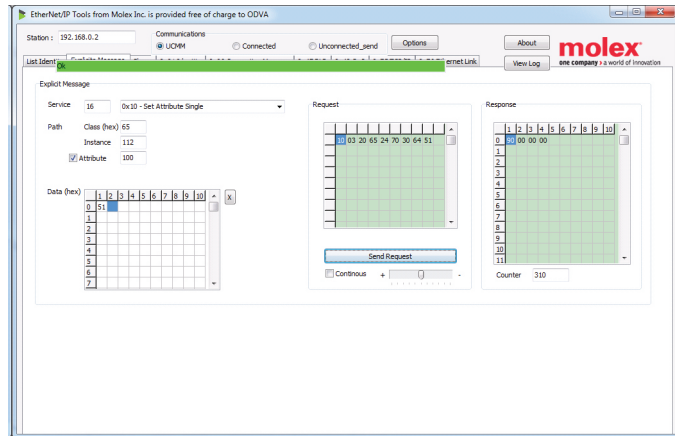 EtherNet/IP Tools from Molex Inc. is provided free of charge to ODVA
Station : 192.168.0.2
Communications
UCMM Connected Unconnected_send
Options
About
View Log
molex
one company › a world of innovation
List Identi
ernet Link
Ok
Explicit Message
Service 16 0x10 - Set Attribute Single
Path Class (hex) 65
Instance 112
Attribute 100
Data (hex)
1 2 3 4 5 6 7 8 9 10
0 51
1
2
3
4
5
6
7
X
Request
10 03 20 65 24 70 30 64 51
Send Request
Continous + -
Response
1 2 3 4 5 6 7 8 9 10
0 90 00 00 00
1
2
3
4
5
6
7
8
9
10
11
Counter 310